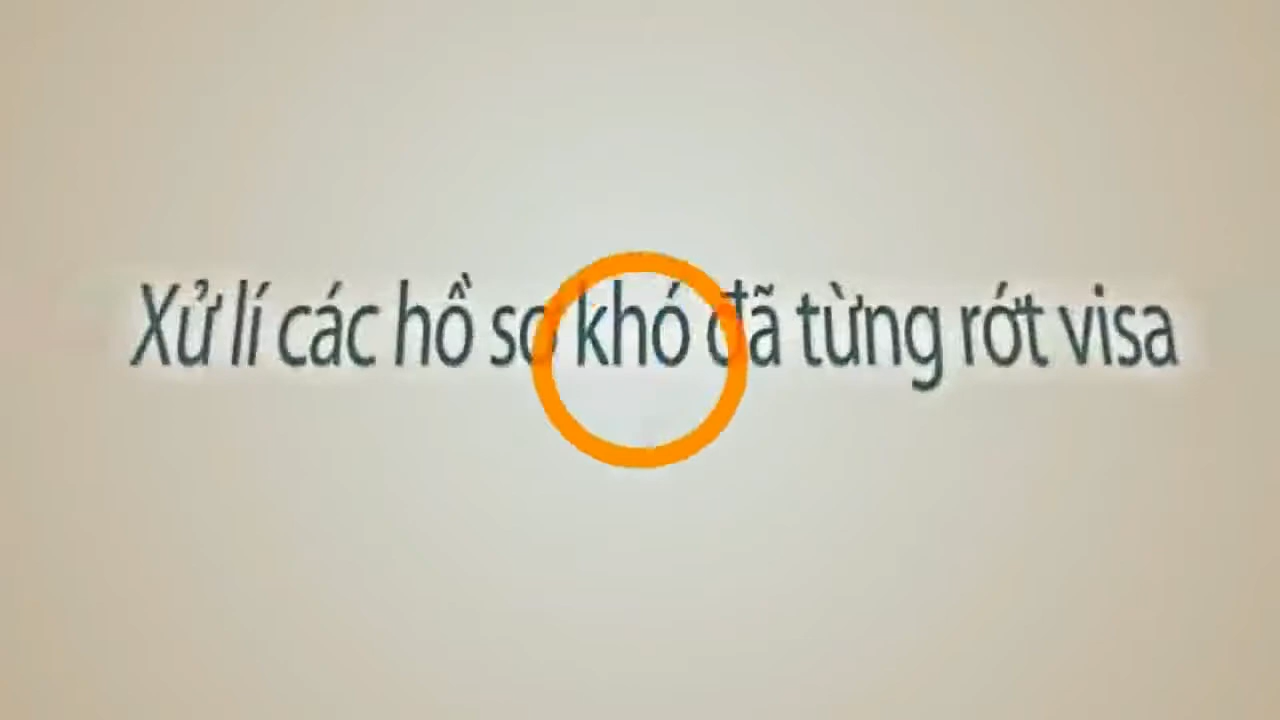 Xử lí các hồ sơ khó đã từng rớt visa